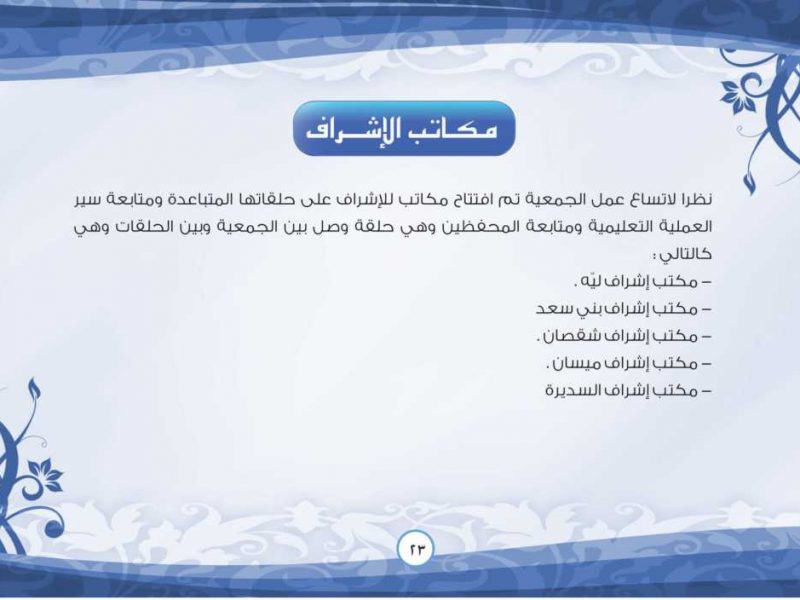 مكاتب الإشراف
نظرا لاتساع عمل الجمعية تم افتتاح مكاتب للإشراف على حلقاتها المتباعدة ومتابعة سير
العملية التعليمية ومتابعة المحفظين وهي حلقة وصل بين الجمعية وبين الحلقات وهي
كالتالي :
– مكتب إشراف ليّه .
– مكتب إشراف بني سعد
– مكتب إشراف شقصان .
– مكتب إشراف ميسان .
– مكتب إشراف السديرة
٢٣